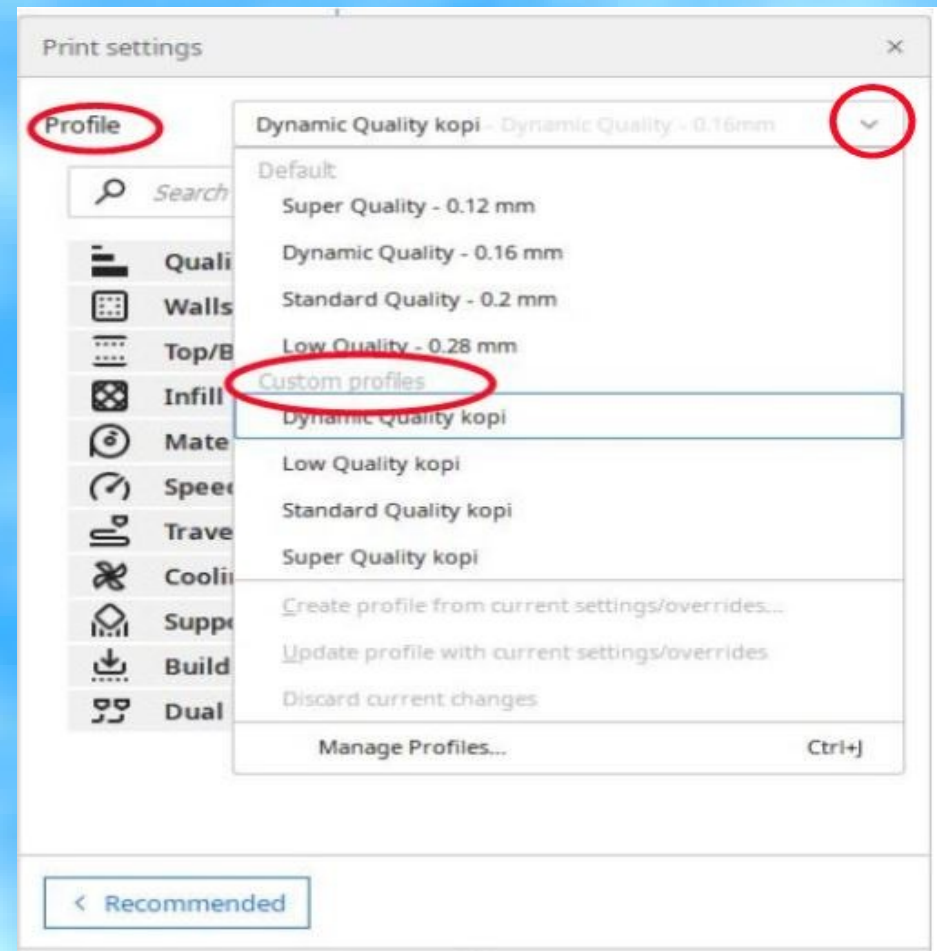 Print settings
Profile
Dynamic Quality kopi - Dynamic Quality - 0.16mm
Search
Default
Super Quality - 0.12 mm
Quali
Dynamic Quality - 0.16 mm
Walls
Standard Quality - 0.2 mm
Top/B
Low Quality - 0.28 mm
Custom profiles
Infill
Dynamic Quality kopi
Mate
Low Quality kopi
Speed
Standard Quality kopi
Trave
Super Quality kopi
Coolin
Create profile from current settings/overrides...
Suppo
Update profile with current settings/overrides
Build
Discard current changes
Dual
Manage Profiles... Ctrl+J
< Recommended